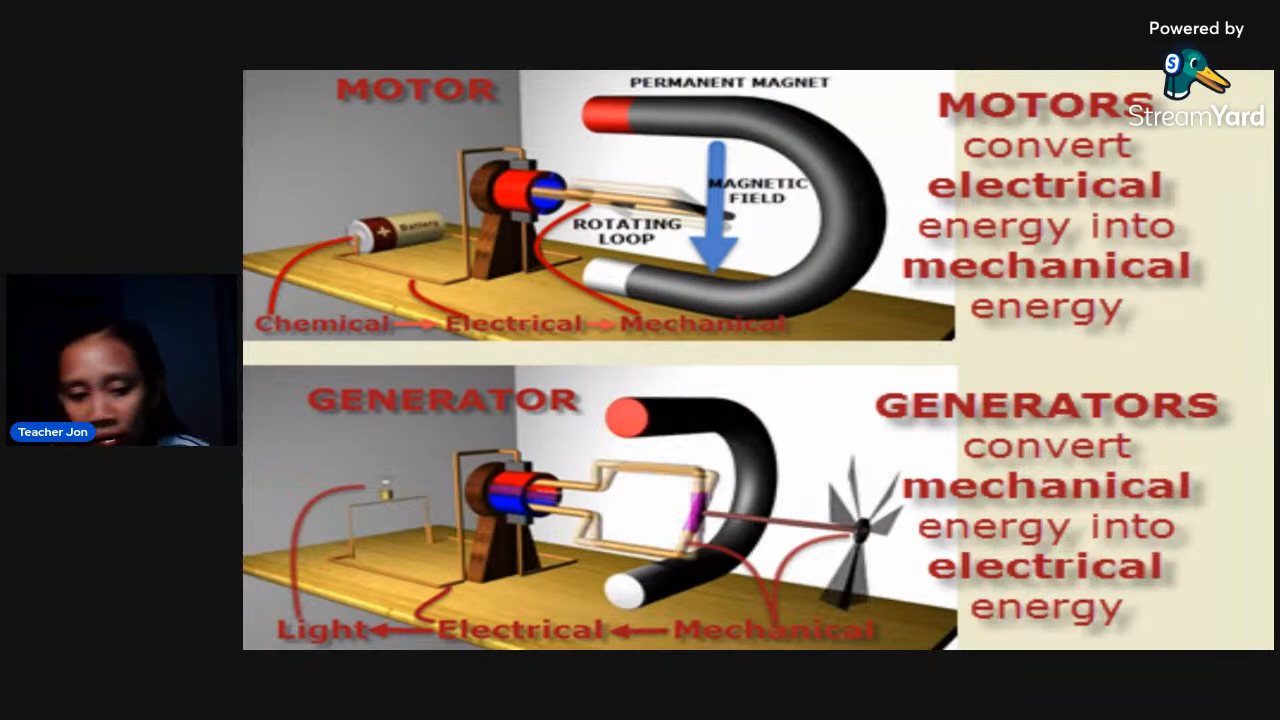 Powered by
StreamYard
MOTOR
PERMANENT MAGNET
MAGNETIC
FIELD
ROTATING
LOOP
Battery
Chemical
Electrical
Mechanical
MOTORS
convert
electrical
energy into
mechanical
energy
Teacher Jon
GENERATOR
Light
Electrical
Mechanical
GENERATORS
convert
mechanical
energy into
electrical
energy